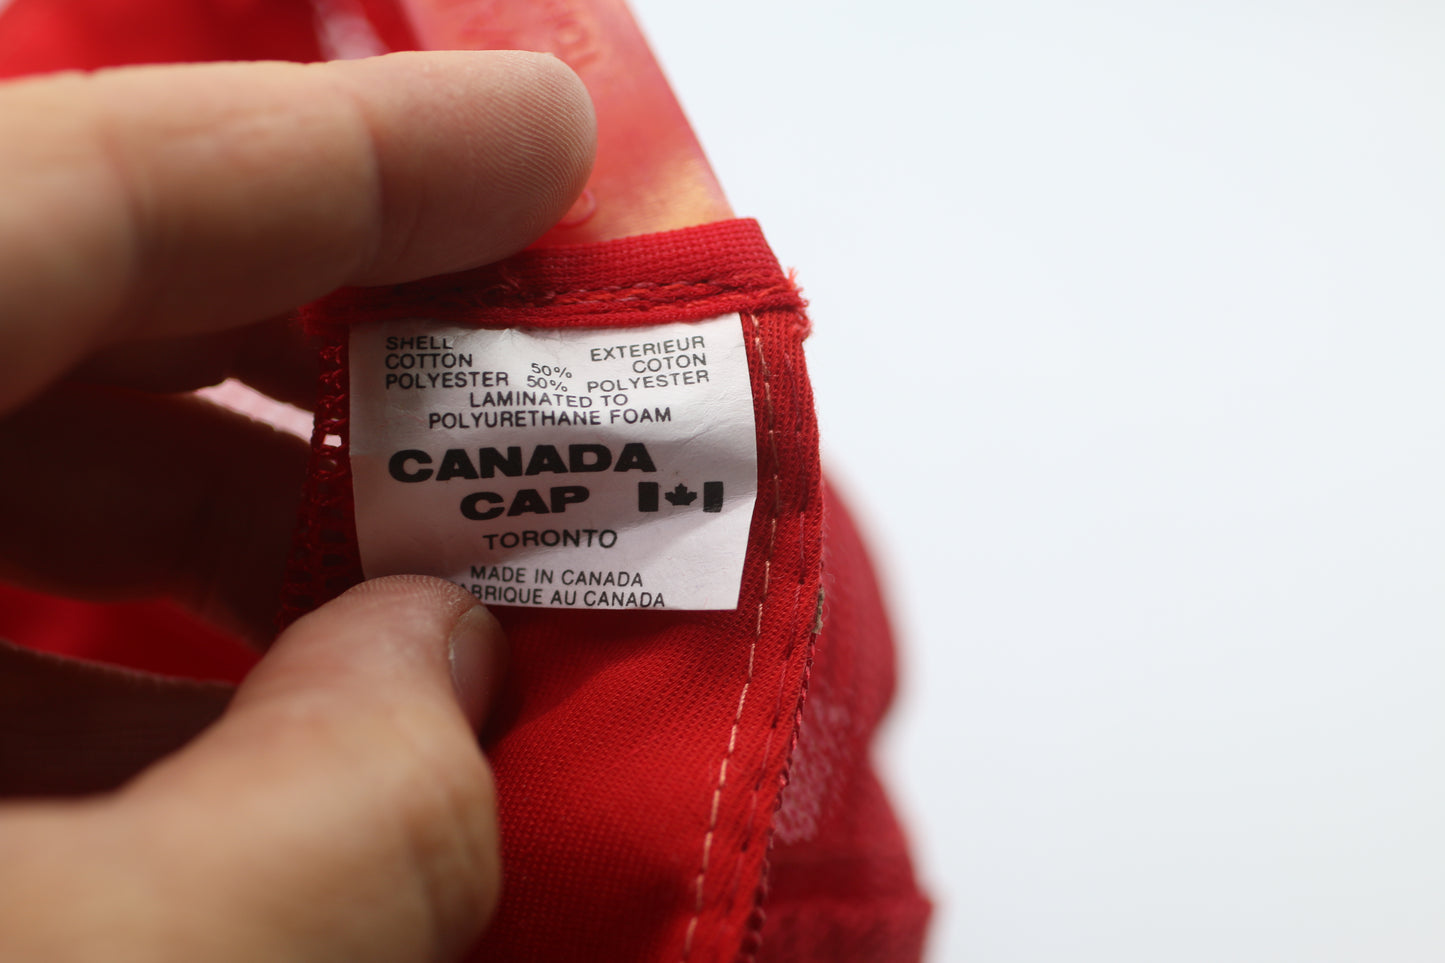 SHELL EXTERIEUR
COTTON 50% COTON
POLYESTER 50% POLYESTER
LAMINATED TO
POLYURETHANE FOAM
CANADA
CAP
TORONTO
MADE IN CANADA
AU CANADA